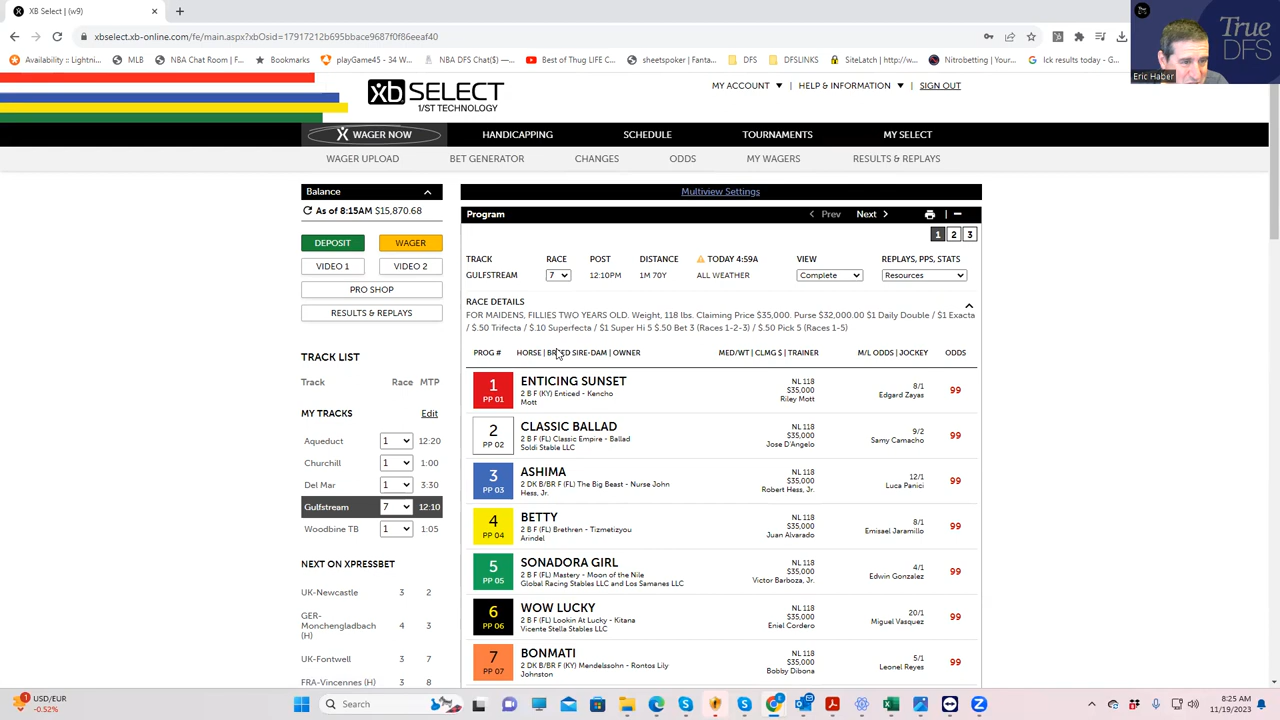 XB Select | (w9)
xbselect.xb-online.com/fe/main.aspx?xbOsid=17917212b695bbace9687f0f86eeaf40
Availability :: Lightni...
MLB
NBA Chat Room | F...
Bookmarks
playGame45 - 34 W...
NBA DFS Chat($) —...
Best of Thug LIFE C...
sheetspoker | Fanta...
DFS
DFSLINKS
SiteLatch (http://w...
Nitrobetting | Your...
Ick results today - G...
True
DFS
Eric Haber
xb SELECT
1/ST TECHNOLOGY
MY ACCOUNT
HELP & INFORMATION
SIGN OUT
X WAGER NOW
HANDICAPPING
SCHEDULE
TOURNAMENTS
MY SELECT
WAGER UPLOAD
BET GENERATOR
CHANGES
ODDS
MY WAGERS
RESULTS & REPLAYS
Balance
As of 8:15AM $15,870.68
DEPOSIT
WAGER
VIDEO 1
VIDEO 2
PRO SHOP
RESULTS & REPLAYS
TRACK LIST
Track Race MTP
MY TRACKS Edit
Aqueduct 1 12:20
Churchill 1 1:00
Del Mar 1 3:30
Gulfstream 7 12:10
Woodbine TB 1 1:05
NEXT ON XPRESSBET
UK-Newcastle 3 2
GER-
Monchengladbach 4 3
(H)
UK-Fontwell 3 7
FRA-Vincennes (H) 3 8
Multiview Settings
Program
Prev Next
1 2 3
TRACK RACE POST DISTANCE TODAY 4:59A VIEW REPLAYS, PPS, STATS
GULFSTREAM 7 12:10PM 1M 70Y ALL WEATHER Complete Resources
RACE DETAILS
FOR MAIDENS, FILLIES TWO YEARS OLD. Weight, 118 lbs. Claiming Price $35,000. Purse $32,000.00 $1 Daily Double / $1 Exacta
/ $.50 Trifecta / $.10 Superfecta / $1 Super Hi 5 $.50 Bet 3 (Races 1-2-3) / $.50 Pick 5 (Races 1-5)
PROG # HORSE | BREED SIRE-DAM | OWNER MED/WT | CLMG $ | TRAINER M/L ODDS | JOCKEY ODDS
1
PP 01
ENTICING SUNSET
2 B F (KY) Enticed - Kencho
Mott
NL 118
$35,000
Riley Mott
8/1
Edgard Zayas
99
2
PP 02
CLASSIC BALLAD
2 B F (FL) Classic Empire - Ballad
Soldi Stable LLC
NL 118
$35,000
Jose D'Angelo
9/2
Samy Camacho
99
3
PP 03
ASHIMA
2 DK B/BR F (FL) The Big Beast - Nurse John
Hess, Jr.
NL 118
$35,000
Robert Hess, Jr.
12/1
Luca Panici
99
4
PP 04
BETTY
2 B F (FL) Brethren - Tizmetizyou
Arindel
NL 118
$35,000
Juan Alvarado
8/1
Emisael Jaramillo
99
5
PP 05
SONADORA GIRL
2 B F (FL) Mastery - Moon of the Nile
Global Racing Stables LLC and Los Samanes LLC
NL 118
$35,000
Victor Barboza, Jr.
4/1
Edwin Gonzalez
99
6
PP 06
WOW LUCKY
2 B F (FL) Lookin At Lucky - Kitana
Vicente Stella Stables LLC
NL 118
$35,000
Eniel Cordero
20/1
Miguel Vasquez
99
7
PP 07
BONMATI
2 DK B/BR F (KY) Mendelssohn - Rontos Lily
Johnston
NL 118
$35,000
Bobby Dibona
5/1
Leonel Reyes
99
USD/EUR
-0.52%
1
Search
8:25 AM
11/19/2023